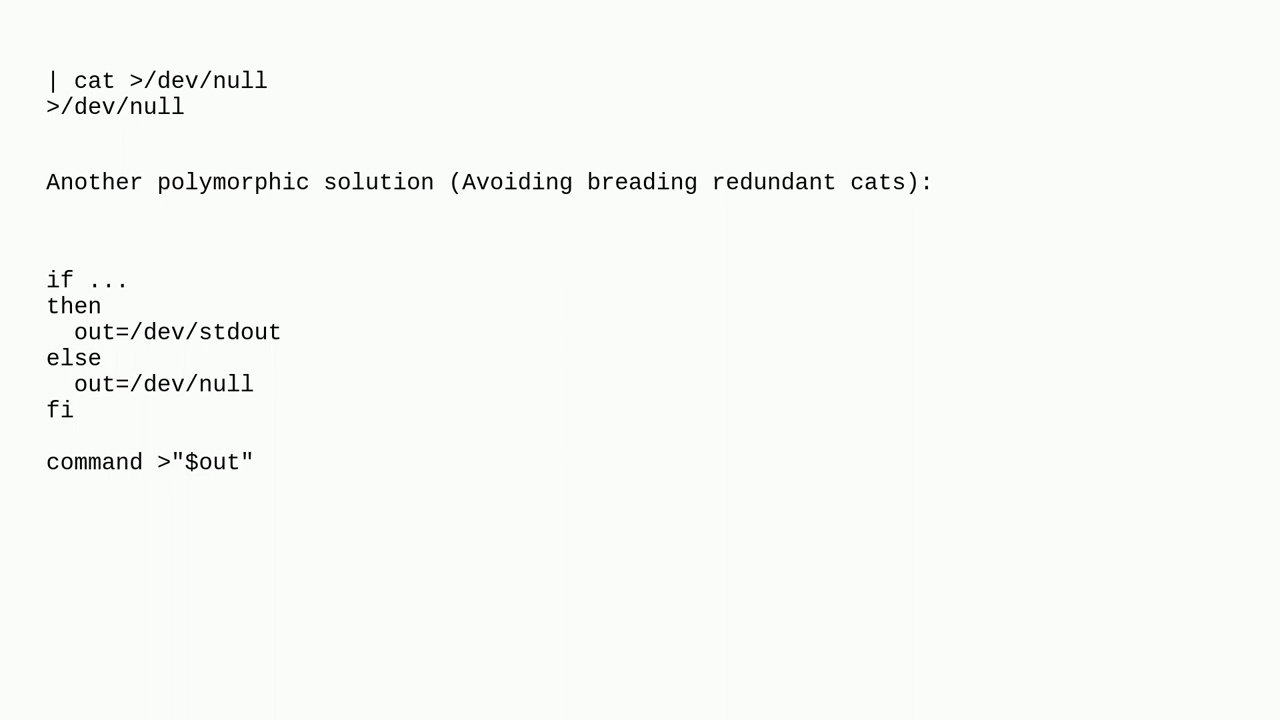 | cat >/dev/null
>/dev/null
Another polymorphic solution (Avoiding breading redundant cats):
if ...
then
  out=/dev/stdout
else
  out=/dev/null
fi
command >"$out"